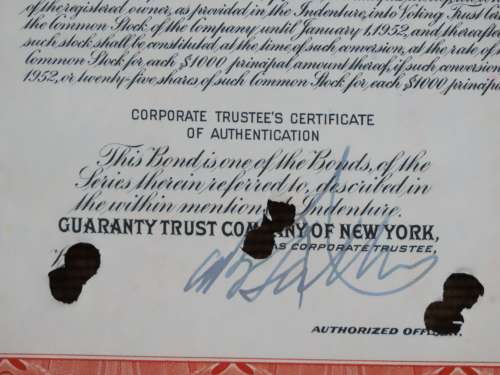 of the registered owner, as provided in the Indenture, into Voting Trust
the Common Stock of the Company until January 1, 1952, and thereafter
such stock shall be constituted, at the time of such conversion, at the rate of
Common Stock for each $1000 principal amount thereof, if such conversion
1952, or twenty-five shares of such Common Stock for each $1000 principal
CORPORATE TRUSTEE'S CERTIFICATE
OF AUTHENTICATION
This Bond is one of the Bonds, of the
Series therein referred to, described in
the within mentioned Indenture.
GUARANTY TRUST COMPANY OF NEW YORK,
AS CORPORATE TRUSTEE,
AUTHORIZED